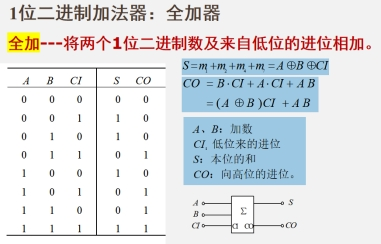 1位二进制加法器：全加器
全加---将两个1位二进制数及来自低位的进位相加。
A B CI S CO
0 0 0 0 0
0 0 1 1 0
0 1 0 1 0
0 1 1 0 1
1 0 0 1 0
1 0 1 0 1
1 1 0 0 1
1 1 1 1 1
S=m₁+m₂+m₄+m₇=A⊕B⊕CI
CO = B·CI+A·CI+AB
=(A ⊕ B)CI +AB
A、B：加数
CI：低位来的进位
S：本位的和
CO：向高位的进位。
A Σ S
B
CI CI CO CO